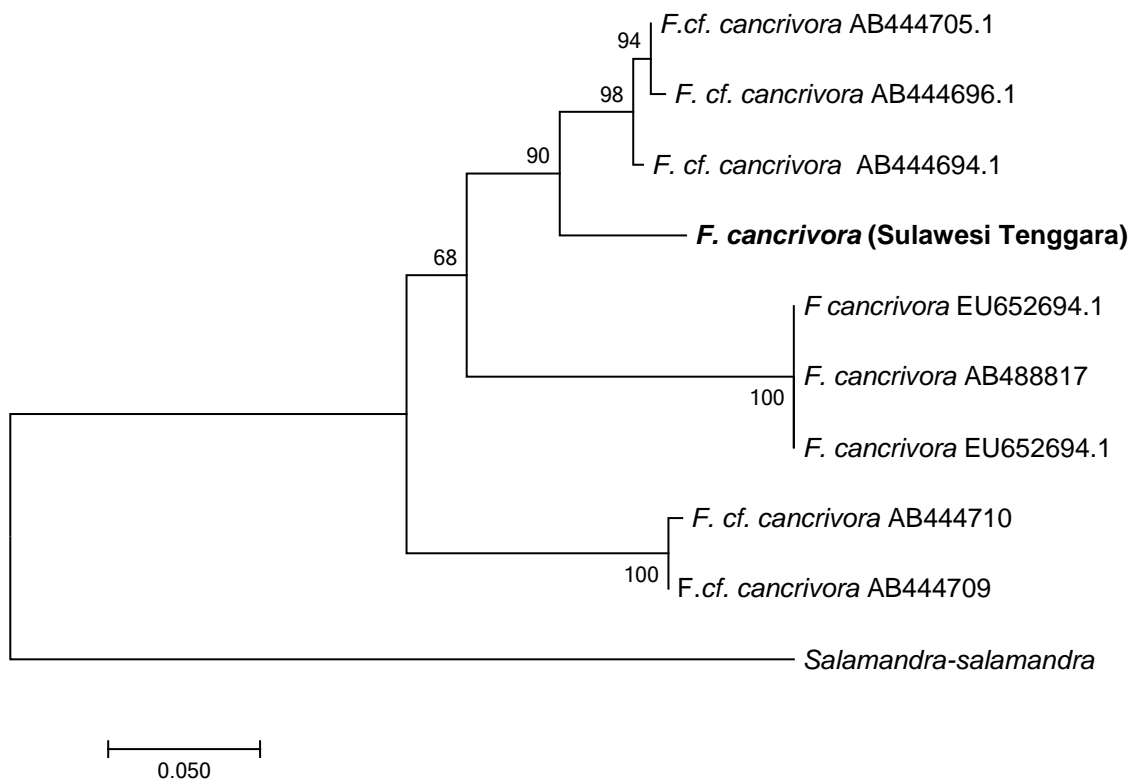 F.cf. cancrivora AB444705.1
94
F. cf. cancrivora AB444696.1
98
F. cf. cancrivora AB444694.1
90
F. cancrivora (Sulawesi Tenggara)
68
F cancrivora EU652694.1
F. cancrivora AB488817
100
F. cancrivora EU652694.1
F. cf. cancrivora AB444710
100
F.cf. cancrivora AB444709
Salamandra-salamandra
0.050